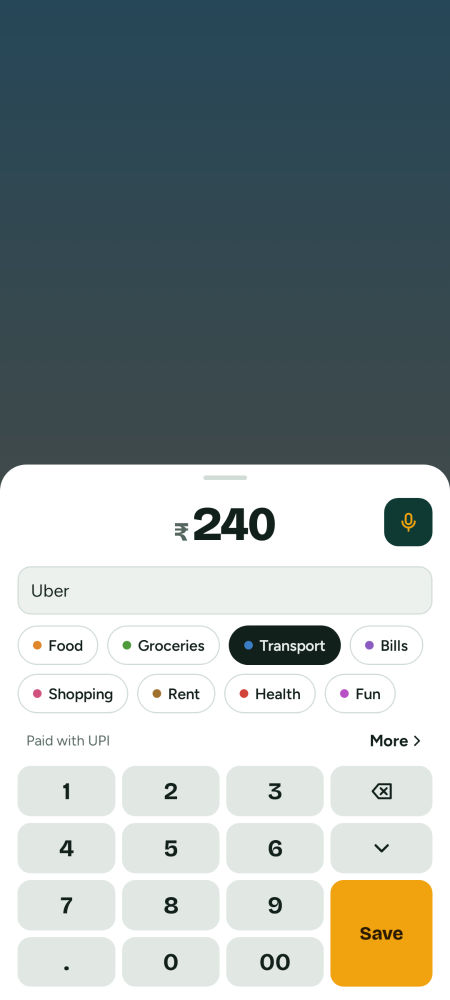 ₹240
Uber
Food Groceries Transport Bills
Shopping Rent Health Fun
Paid with UPI More
1 2 3
4 5 6
7 8 9
Save
. 0 00